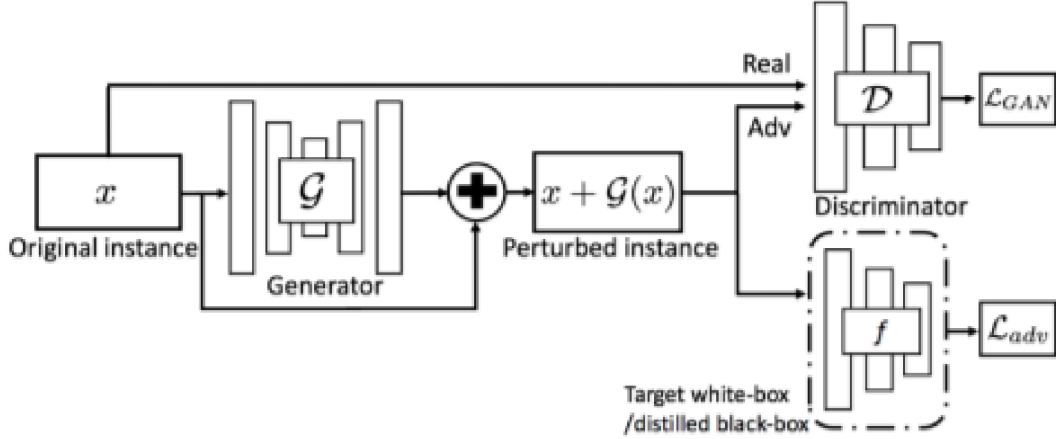 Real
Adv
𝒟
ℒ_GAN
Discriminator
x
Original instance
𝒢
Generator
x + 𝒢(x)
Perturbed instance
f
ℒ_adv
Target white-box
/distilled black-box